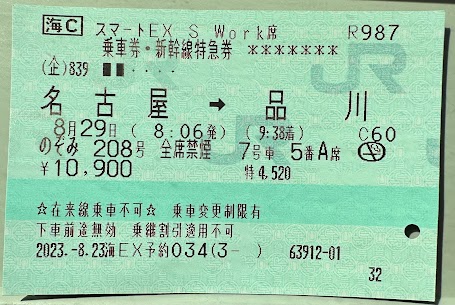 海C スマートEX S Work席 R987
乗車券・新幹線特急券 *******
(企)839 ■■····
名古屋 → 品川
8月29日 ( 8:06発) ( 9:38着) C60
のぞみ 208号 全席禁煙 7号車 5番A席
¥10,900 特4,520
☆在来線乗車不可☆ 乗車変更制限有
下車前途無効 乗継割引適用不可
2023.-8.23海EX予約034(3- ) 63912-01
32